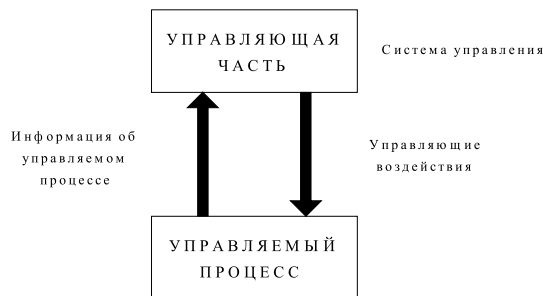 УПРАВЛЯЮЩАЯ
ЧАСТЬ
Система управления
Информация об
управляемом
процессе
Управляющие
воздействия
УПРАВЛЯЕМЫЙ
ПРОЦЕСС